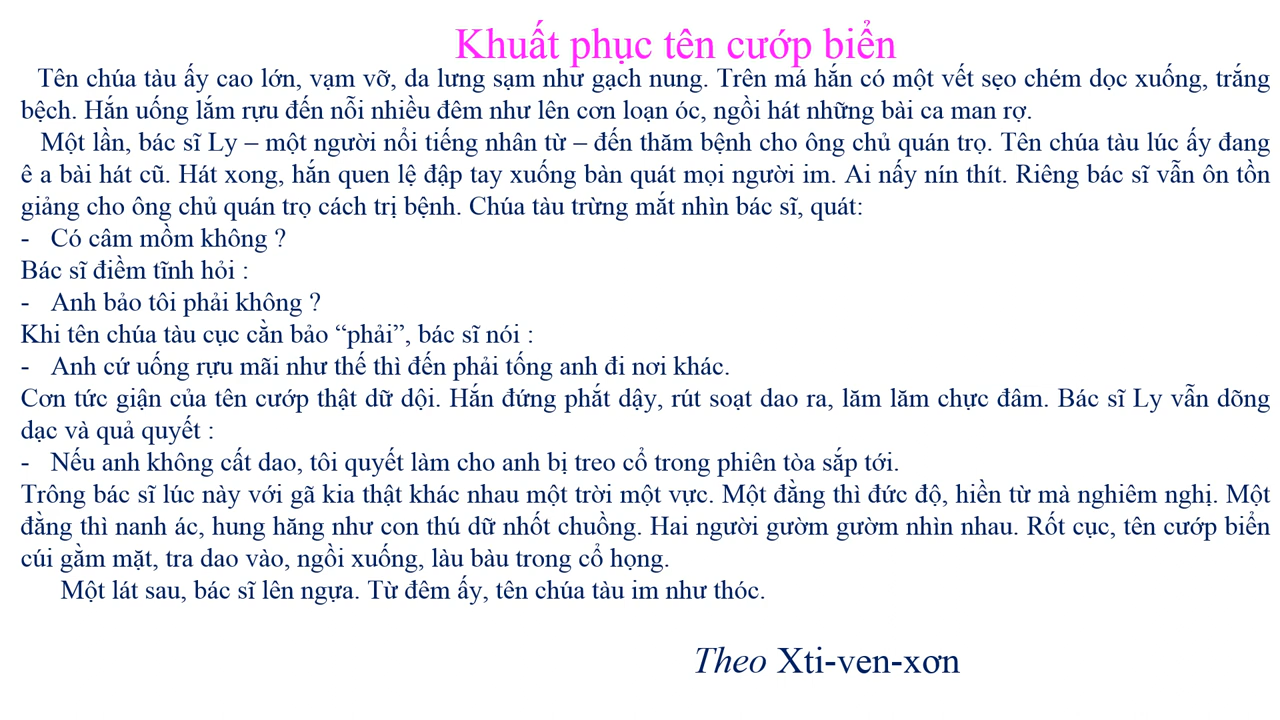 Khuất phục tên cướp biển
Tên chúa tàu ấy cao lớn, vạm vỡ, da lưng sạm như gạch nung. Trên má hắn có một vết sẹo chém dọc xuống, trắng
bệch. Hắn uống lắm rựu đến nỗi nhiều đêm như lên cơn loạn óc, ngồi hát những bài ca man rợ.
Một lần, bác sĩ Ly – một người nổi tiếng nhân từ – đến thăm bệnh cho ông chủ quán trọ. Tên chúa tàu lúc ấy đang
ê a bài hát cũ. Hát xong, hắn quen lệ đập tay xuống bàn quát mọi người im. Ai nấy nín thít. Riêng bác sĩ vẫn ôn tồn
giảng cho ông chủ quán trọ cách trị bệnh. Chúa tàu trừng mắt nhìn bác sĩ, quát:
- Có câm mồm không ?
Bác sĩ điềm tĩnh hỏi :
- Anh bảo tôi phải không ?
Khi tên chúa tàu cục cằn bảo “phải”, bác sĩ nói :
- Anh cứ uống rựu mãi như thế thì đến phải tống anh đi nơi khác.
Cơn tức giận của tên cướp thật dữ dội. Hắn đứng phắt dậy, rút soạt dao ra, lăm lăm chực đâm. Bác sĩ Ly vẫn dõng
dạc và quả quyết :
- Nếu anh không cất dao, tôi quyết làm cho anh bị treo cổ trong phiên tòa sắp tới.
Trông bác sĩ lúc này với gã kia thật khác nhau một trời một vực. Một đằng thì đức độ, hiền từ mà nghiêm nghị. Một
đằng thì nanh ác, hung hăng như con thú dữ nhốt chuồng. Hai người gườm gườm nhìn nhau. Rốt cục, tên cướp biển
cúi gằm mặt, tra dao vào, ngồi xuống, làu bàu trong cổ họng.
Một lát sau, bác sĩ lên ngựa. Từ đêm ấy, tên chúa tàu im như thóc.
Theo Xti-ven-xơn